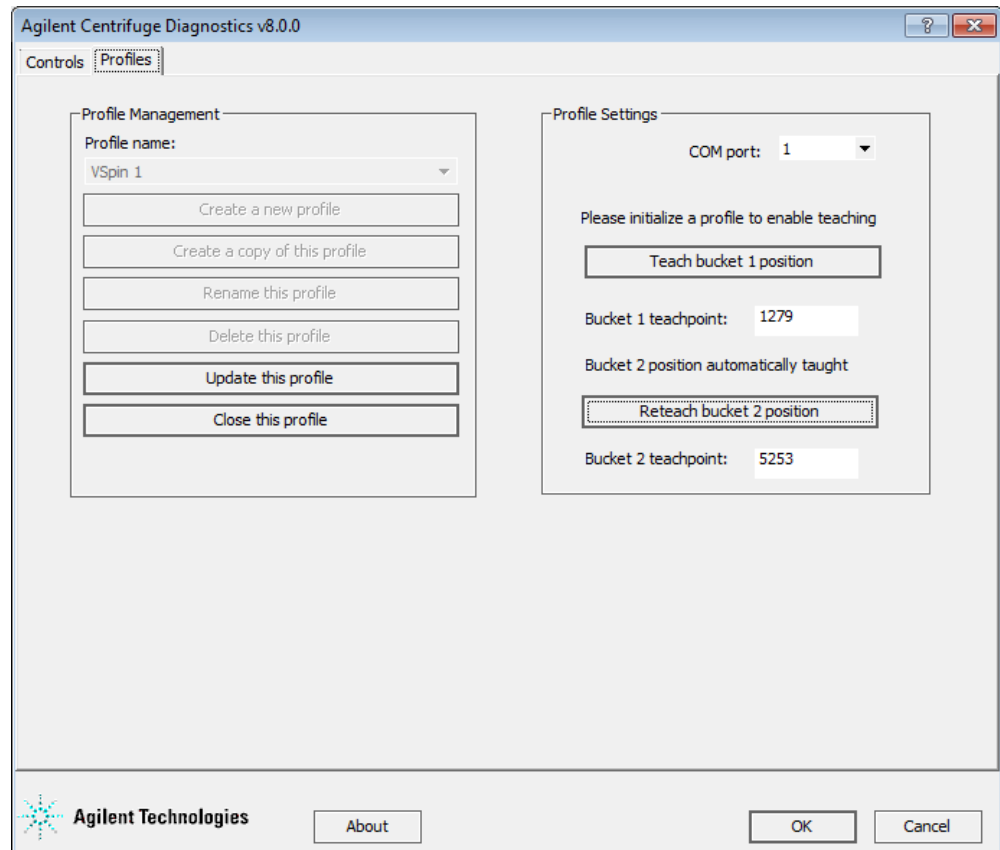 Agilent Centrifuge Diagnostics v8.0.0
Controls
Profiles
Profile Management
Profile name:
VSpin 1
Create a new profile
Create a copy of this profile
Rename this profile
Delete this profile
Update this profile
Close this profile
Profile Settings
COM port: 1
Please initialize a profile to enable teaching
Teach bucket 1 position
Bucket 1 teachpoint: 1279
Bucket 2 position automatically taught
Reteach bucket 2 position
Bucket 2 teachpoint: 5253
Agilent Technologies
About
OK
Cancel